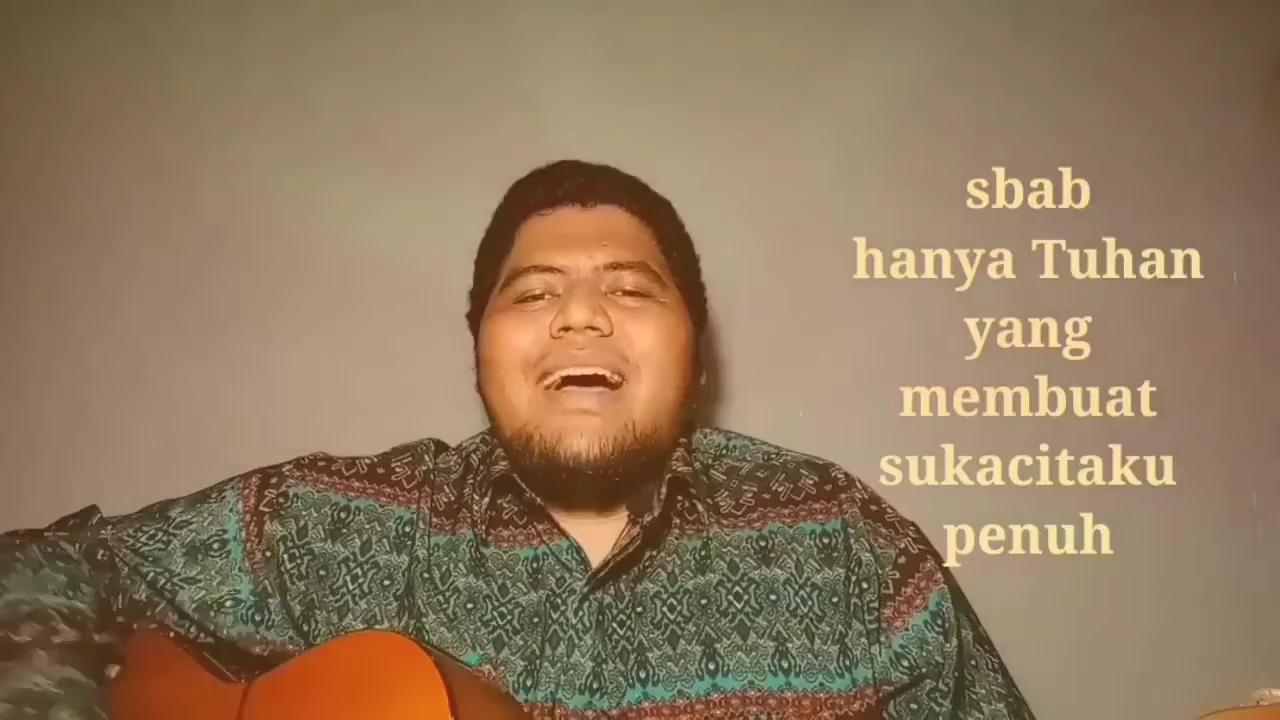 sbab
hanya Tuhan
yang
membuat
sukacitaku
penuh